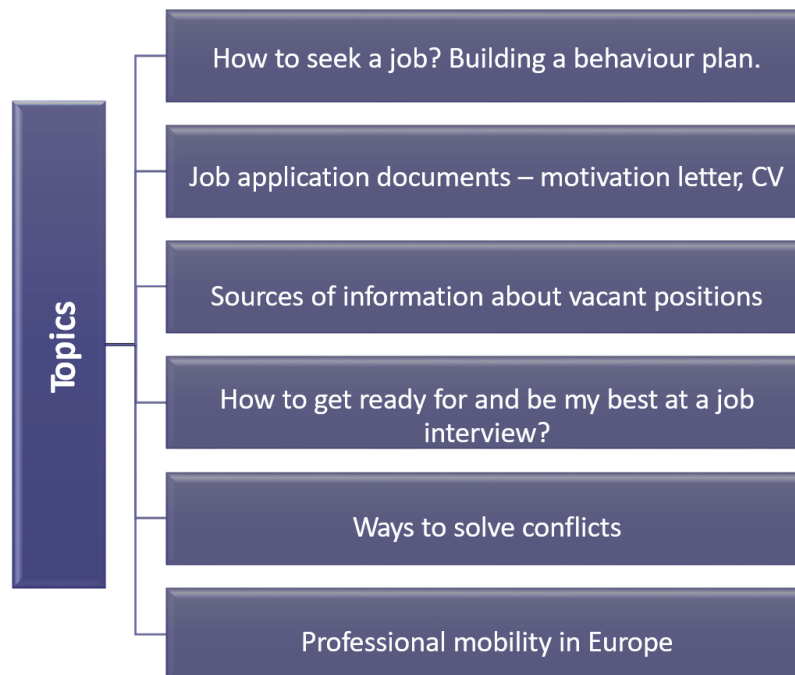 Topics
How to seek a job? Building a behaviour plan.
Job application documents – motivation letter, CV
Sources of information about vacant positions
How to get ready for and be my best at a job
interview?
Ways to solve conflicts
Professional mobility in Europe